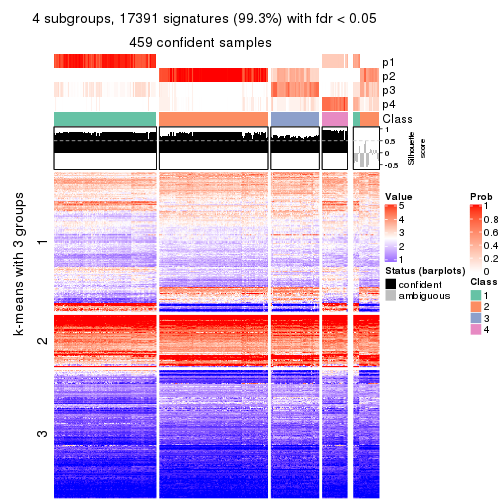 4 subgroups, 17391 signatures (99.3%) with fdr < 0.05
459 confident samples
p1
p2
p3
p4
Class
1
0.5
0
-0.5
Silhouette
score
k-means with 3 groups
1
2
3
Value
5
4
3
2
1
Status (barplots)
confident
ambiguous
Prob
1
0.8
0.6
0.4
0.2
0
Class
1
2
3
4